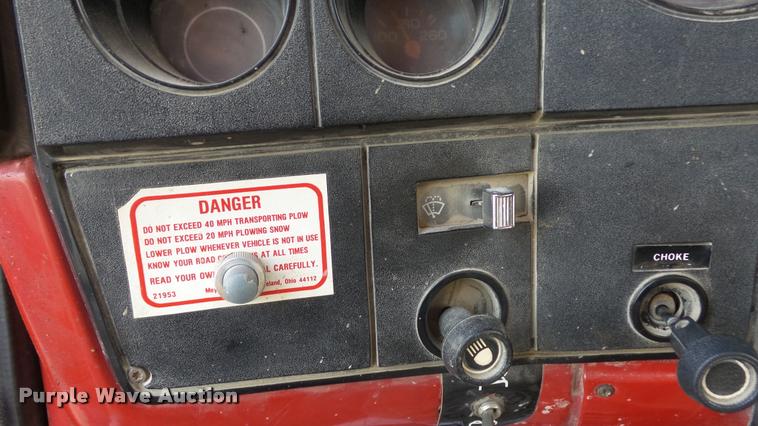 100 260
DANGER
DO NOT EXCEED 40 MPH TRANSPORTING PLOW
DO NOT EXCEED 20 MPH PLOWING SNOW
LOWER PLOW WHENEVER VEHICLE IS NOT IN USE
KNOW YOUR ROAD AT ALL TIMES
READ YOUR CAREFULLY.
21953 Ohio 44112
CHOKE
Purple Wave Auction